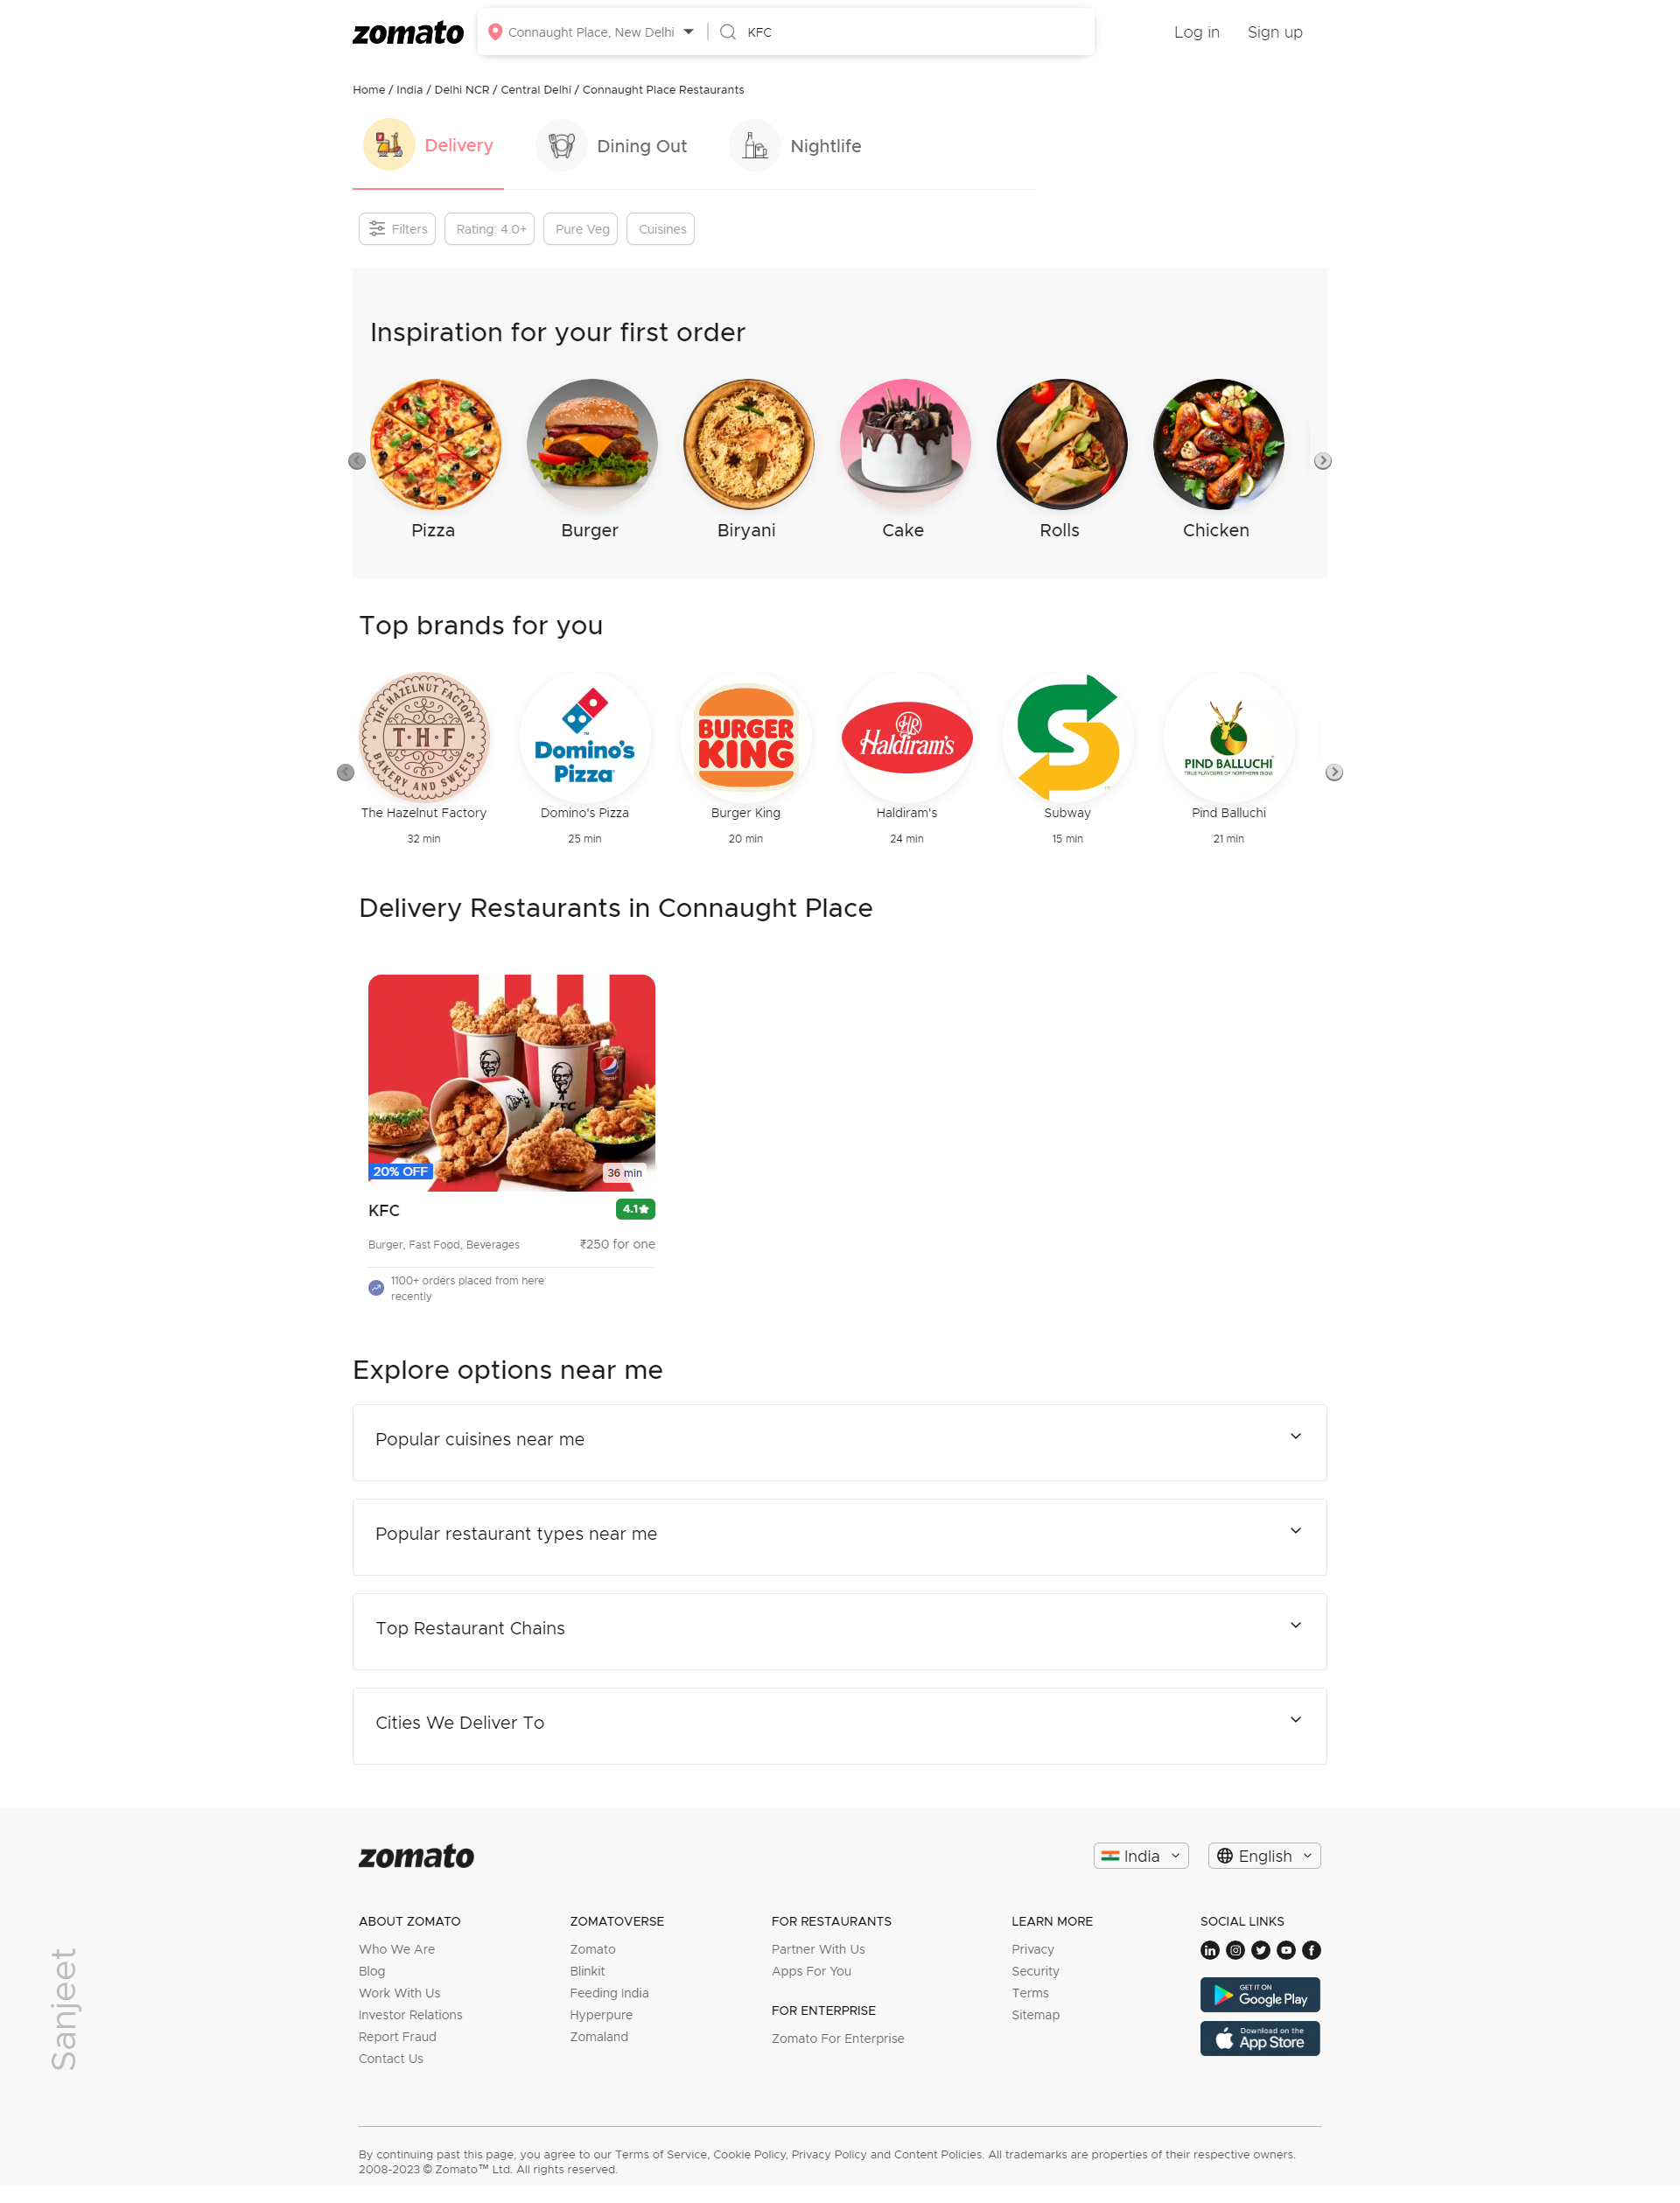 zomato
Connaught Place, New Delhi
KFC
Log in
Sign up
Home / India / Delhi NCR / Central Delhi / Connaught Place Restaurants
Delivery
Dining Out
Nightlife
Filters
Rating: 4.0+
Pure Veg
Cuisines
Inspiration for your first order
Pizza
Burger
Biryani
Cake
Rolls
Chicken
Top brands for you
THE HAZELNUT FACTORY
T·H·F
BAKERY AND SWEETS
The Hazelnut Factory
32 min
Domino's
Pizza
Domino's Pizza
25 min
BURGER
KING
Burger King
20 min
HR
Haldiram's
Haldiram's
24 min
Subway
15 min
PIND BALLUCHI
TRUE FLAVOURS OF NORTHERN INDIA
Pind Balluchi
21 min
Delivery Restaurants in Connaught Place
KFC
20% OFF
36 min
KFC
4.1
Burger, Fast Food, Beverages
₹250 for one
1100+ orders placed from here
recently
Explore options near me
Popular cuisines near me
Popular restaurant types near me
Top Restaurant Chains
Cities We Deliver To
zomato
India
English
ABOUT ZOMATO
Who We Are
Blog
Work With Us
Investor Relations
Report Fraud
Contact Us
ZOMATOVERSE
Zomato
Blinkit
Feeding India
Hyperpure
Zomaland
FOR RESTAURANTS
Partner With Us
Apps For You
FOR ENTERPRISE
Zomato For Enterprise
LEARN MORE
Privacy
Security
Terms
Sitemap
SOCIAL LINKS
GET IT ON
Google Play
Download on the
App Store
Sanjeet
By continuing past this page, you agree to our Terms of Service, Cookie Policy, Privacy Policy and Content Policies. All trademarks are properties of their respective owners.
2008-2023 © Zomato™ Ltd. All rights reserved.